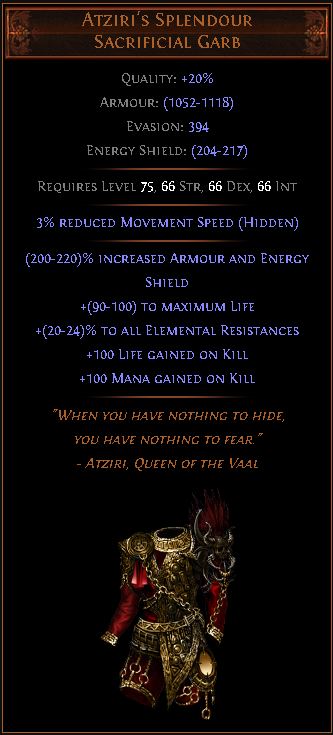 Atziri's Splendour
Sacrificial Garb
Quality: +20%
Armour: (1052-1118)
Evasion: 394
Energy Shield: (204-217)
Requires Level 75, 66 Str, 66 Dex, 66 Int
3% reduced Movement Speed (Hidden)
(200-220)% increased Armour and Energy
Shield
+(90-100) to maximum Life
+(20-24)% to all Elemental Resistances
+100 Life gained on Kill
+100 Mana gained on Kill
"When you have nothing to hide,
you have nothing to fear."
- Atziri, Queen of the Vaal